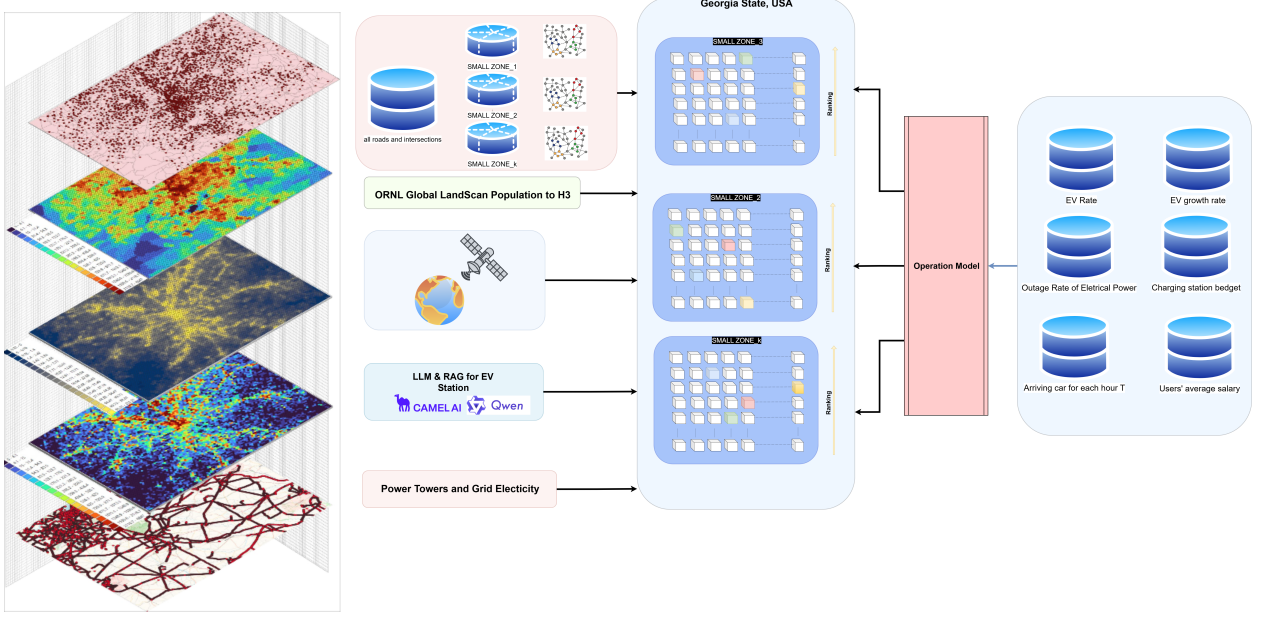 Georgia State, USA
SMALL ZONE_1
SMALL ZONE_2
SMALL ZONE_k
all roads and intersections
ORNL Global LandScan Population to H3
LLM & RAG for EV
Station
CAMELAI
Qwen
Power Towers and Grid Electicity
SMALL ZONE_3
Ranking
SMALL ZONE_2
Ranking
SMALL ZONE_k
Ranking
Operation Model
EV Rate
EV growth rate
Outage Rate of Eletrical Power
Charging station bedget
Arriving car for each hour T
Users' average salary